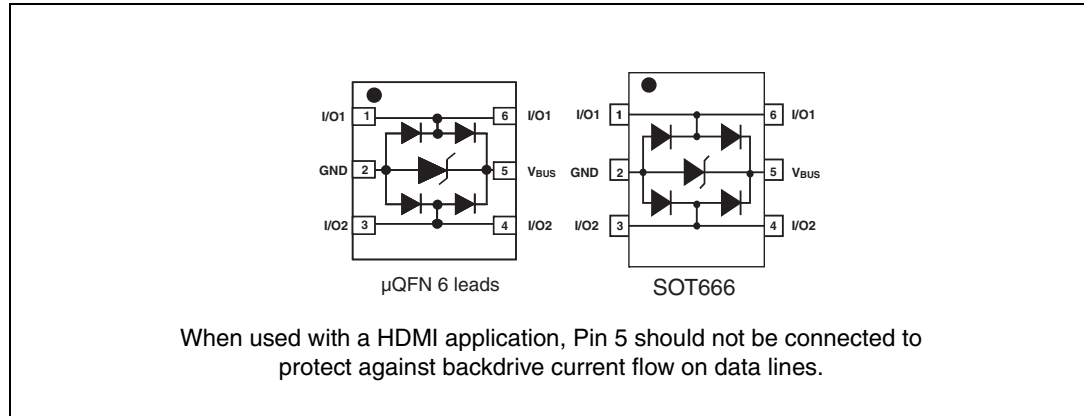 I/O1 1 6 I/O1
GND 2 5 VBUS
I/O2 3 4 I/O2
µQFN 6 leads
I/O1 1 6 I/O1
GND 2 5 VBUS
I/O2 3 4 I/O2
SOT666
When used with a HDMI application, Pin 5 should not be connected to
protect against backdrive current flow on data lines.